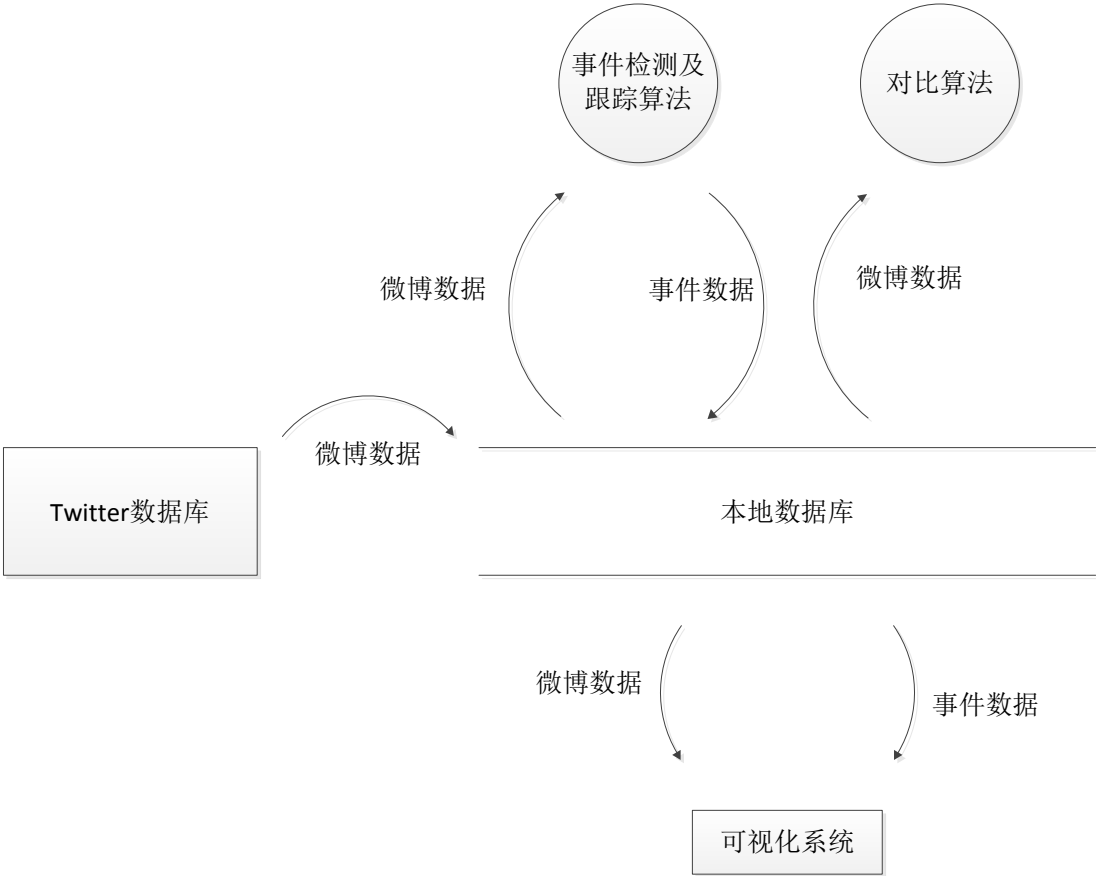 事件检测及
跟踪算法
对比算法
微博数据
事件数据
微博数据
微博数据
Twitter数据库
本地数据库
微博数据
事件数据
可视化系统